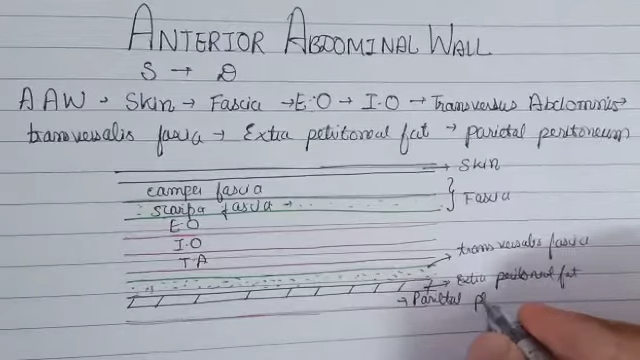 ANTERIOR ABDOMINAL WALL
S → D
AAW → Skin → Fascia → E.O → I.O → Transversus Abdominis →
transversalis fascia → Extra peritoneal fat → parietal peritoneum
Skin
camper fascia
scarpa fascia
Fascia
E.O
I.O
T.A
transversalis fascia
Extra peritoneal fat
→ Parietal p